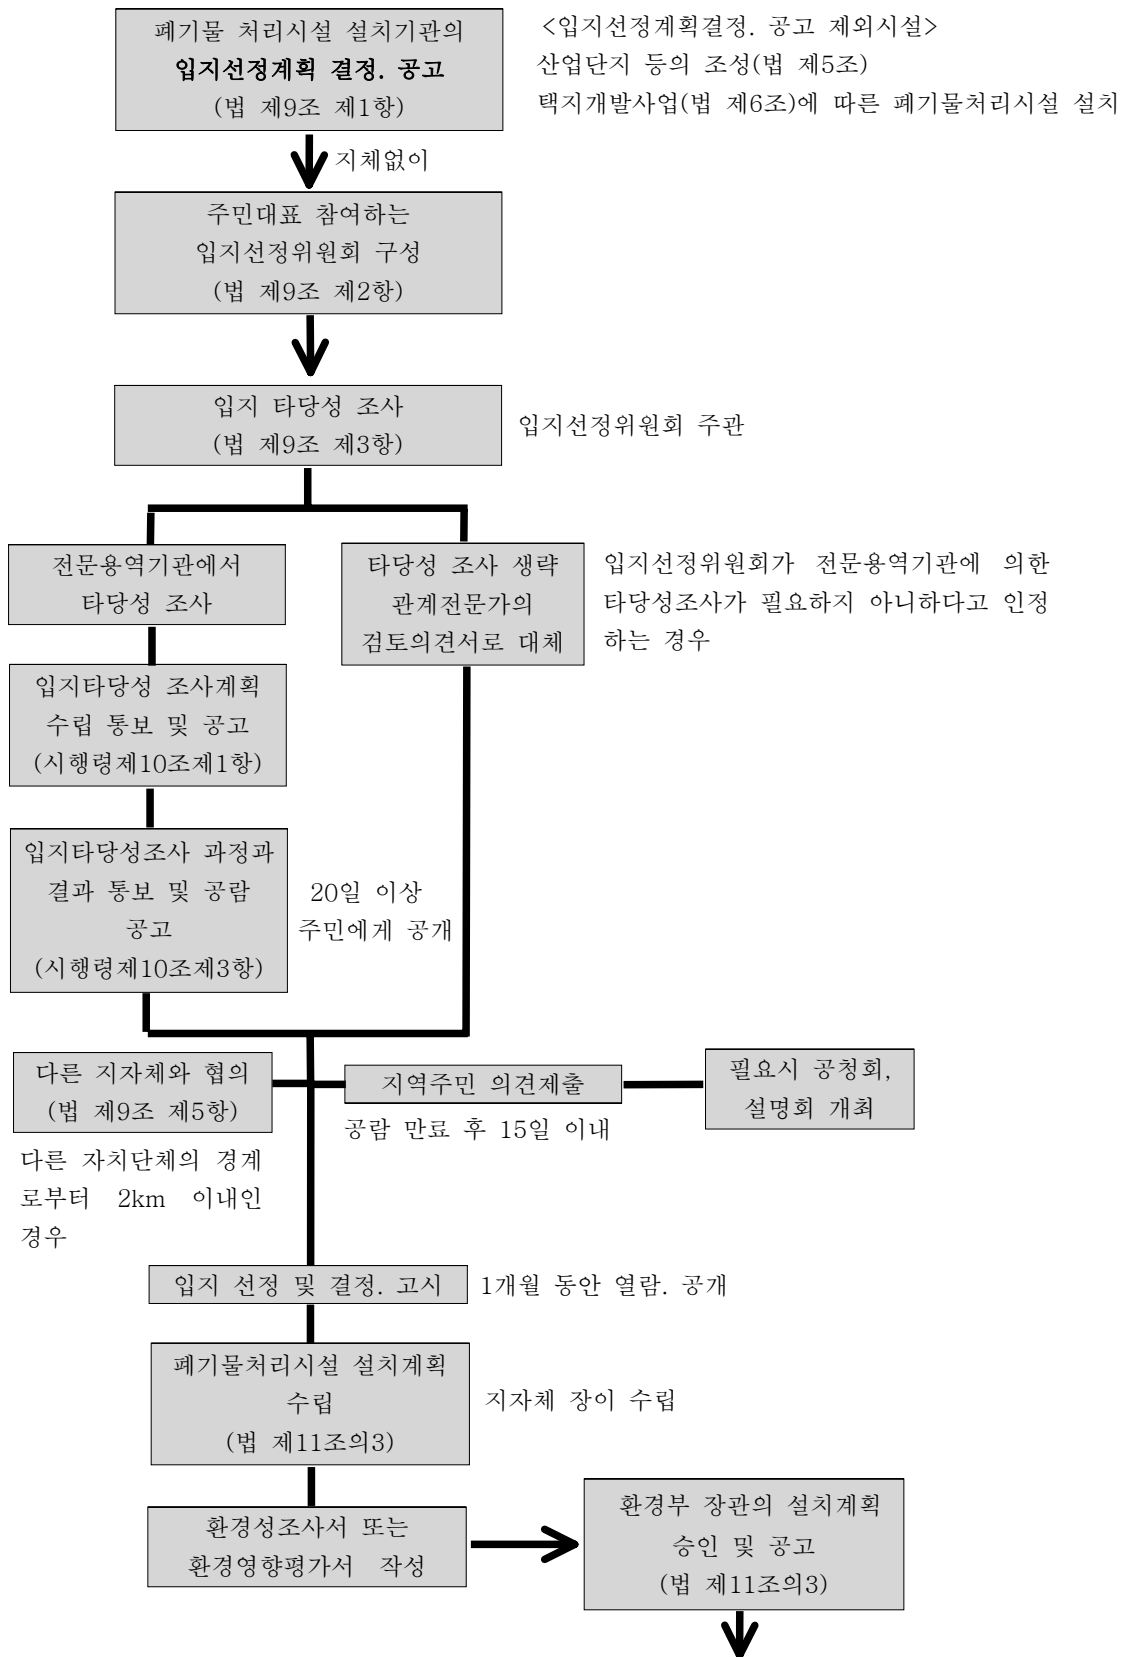 폐기물 처리시설 설치기관의
입지선정계획 결정. 공고
(법 제9조 제1항)
<입지선정계획결정. 공고 제외시설>
산업단지 등의 조성(법 제5조)
택지개발사업(법 제6조)에 따른 폐기물처리시설 설치
지체없이
주민대표 참여하는
입지선정위원회 구성
(법 제9조 제2항)
입지 타당성 조사
(법 제9조 제3항)
입지선정위원회 주관
전문용역기관에서
타당성 조사
타당성 조사 생략
관계전문가의
검토의견서로 대체
입지선정위원회가 전문용역기관에 의한
타당성조사가 필요하지 아니하다고 인정
하는 경우
입지타당성 조사계획
수립 통보 및 공고
(시행령제10조제1항)
입지타당성조사 과정과
결과 통보 및 공람
공고
(시행령제10조제3항)
20일 이상
주민에게 공개
다른 지자체와 협의
(법 제9조 제5항)
지역주민 의견제출
필요시 공청회,
설명회 개최
공람 만료 후 15일 이내
다른 자치단체의 경계
로부터 2km 이내인
경우
입지 선정 및 결정. 고시
1개월 동안 열람. 공개
폐기물처리시설 설치계획
수립
(법 제11조의3)
지자체 장이 수립
환경성조사서 또는
환경영향평가서 작성
환경부 장관의 설치계획
승인 및 공고
(법 제11조의3)